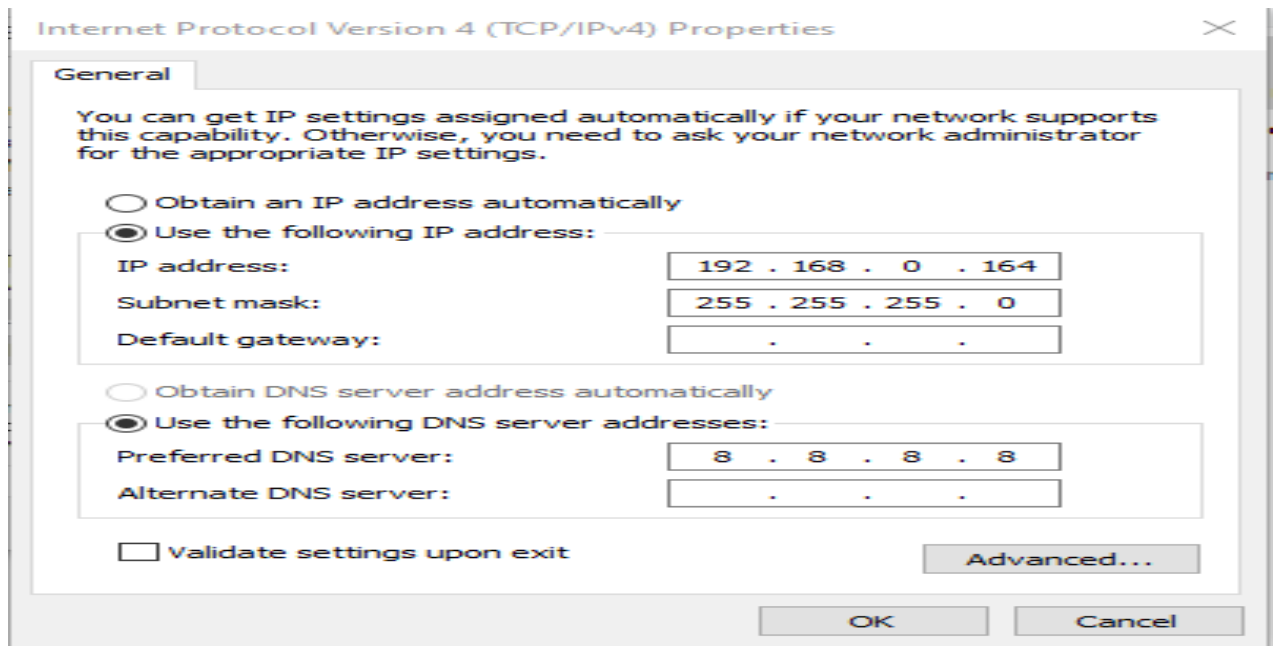 Internet Protocol Version 4 (TCP/IPv4) Properties
General
You can get IP settings assigned automatically if your network supports
this capability. Otherwise, you need to ask your network administrator
for the appropriate IP settings.
Obtain an IP address automatically
Use the following IP address:
IP address: 192 . 168 . 0 . 164
Subnet mask: 255 . 255 . 255 . 0
Default gateway: . . .
Obtain DNS server address automatically
Use the following DNS server addresses:
Preferred DNS server: 8 . 8 . 8 . 8
Alternate DNS server: . . .
Validate settings upon exit
Advanced...
OK Cancel